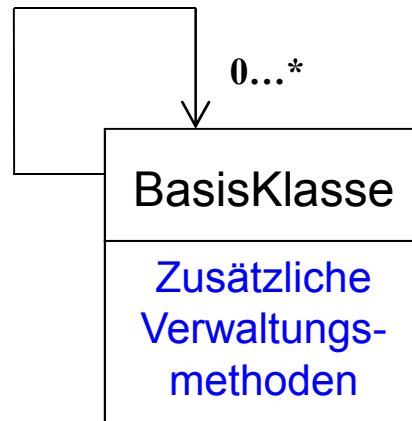 0...*
BasisKlasse
Zusätzliche
Verwaltungs-
methoden